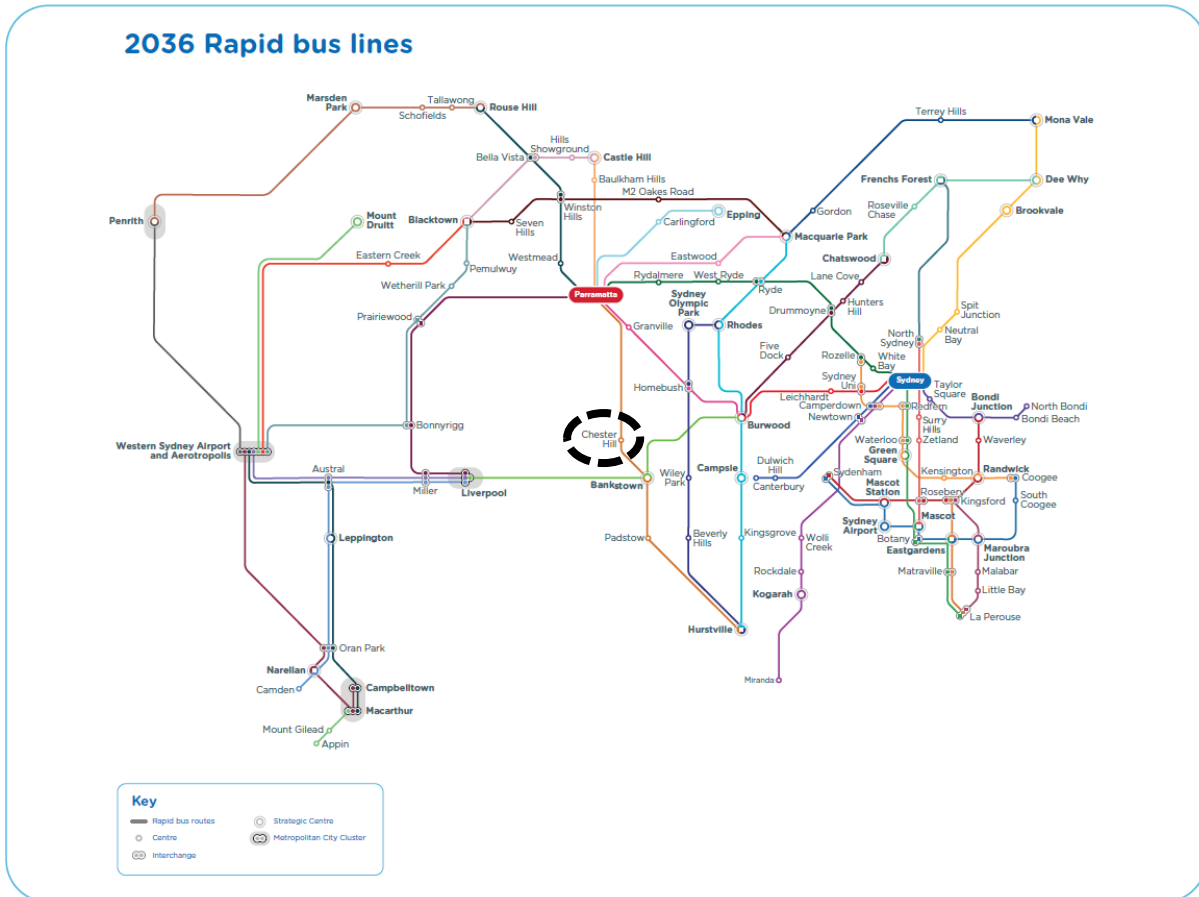 2036 Rapid bus lines
Marsden
Park
Tallawong
Schofields
Rouse Hill
Terrey Hills
Mona Vale
Hills
Showground
Bella Vista
Castle Hill
Baulkham Hills
M2 Oakes Road
Frenchs Forest
Dee Why
Penrith
Mount
Druitt
Blacktown
Seven
Hills
Winston
Hills
Carlingford
Epping
Gordon
Roseville
Chase
Brookvale
Macquarie Park
Eastern Creek
Pemulwuy
Westmead
Eastwood
Chatswood
Wetherill Park
Parramatta
Rydalmere
West Ryde
Ryde
Lane Cove
Prairiewood
Granville
Sydney
Olympic
Park
Rhodes
Drummoyne
Hunters
Hill
Spit
Junction
North
Sydney
Neutral
Bay
Five
Dock
Rozelle
White
Bay
Homebush
Sydney
Uni
Sydney
Leichhardt
Taylor
Square
Camperdown
Redfern
Newtown
Bondi
Junction
North Bondi
Bondi Beach
Burwood
Surry
Hills
Bonnyrigg
Chester
Hill
Waterloo
Green
Square
Zetland
Waverley
Western Sydney Airport
and Aerotropolis
Austral
Miller
Liverpool
Bankstown
Wiley
Park
Campsie
Dulwich
Hill
Canterbury
Sydenham
Mascot
Station
Kensington
Randwick
Coogee
Rosebery
Kingsford
South
Coogee
Leppington
Padstow
Beverly
Hills
Kingsgrove
Wolli
Creek
Sydney
Airport
Mascot
Botany
Eastgardens
Maroubra
Junction
Rockdale
Matraville
Malabar
Kogarah
Little Bay
La Perouse
Hurstville
Oran Park
Narellan
Camden
Campbelltown
Macarthur
Miranda
Mount Gilead
Appin
Key
Rapid bus routes
Strategic Centre
Centre
Metropolitan City Cluster
Interchange